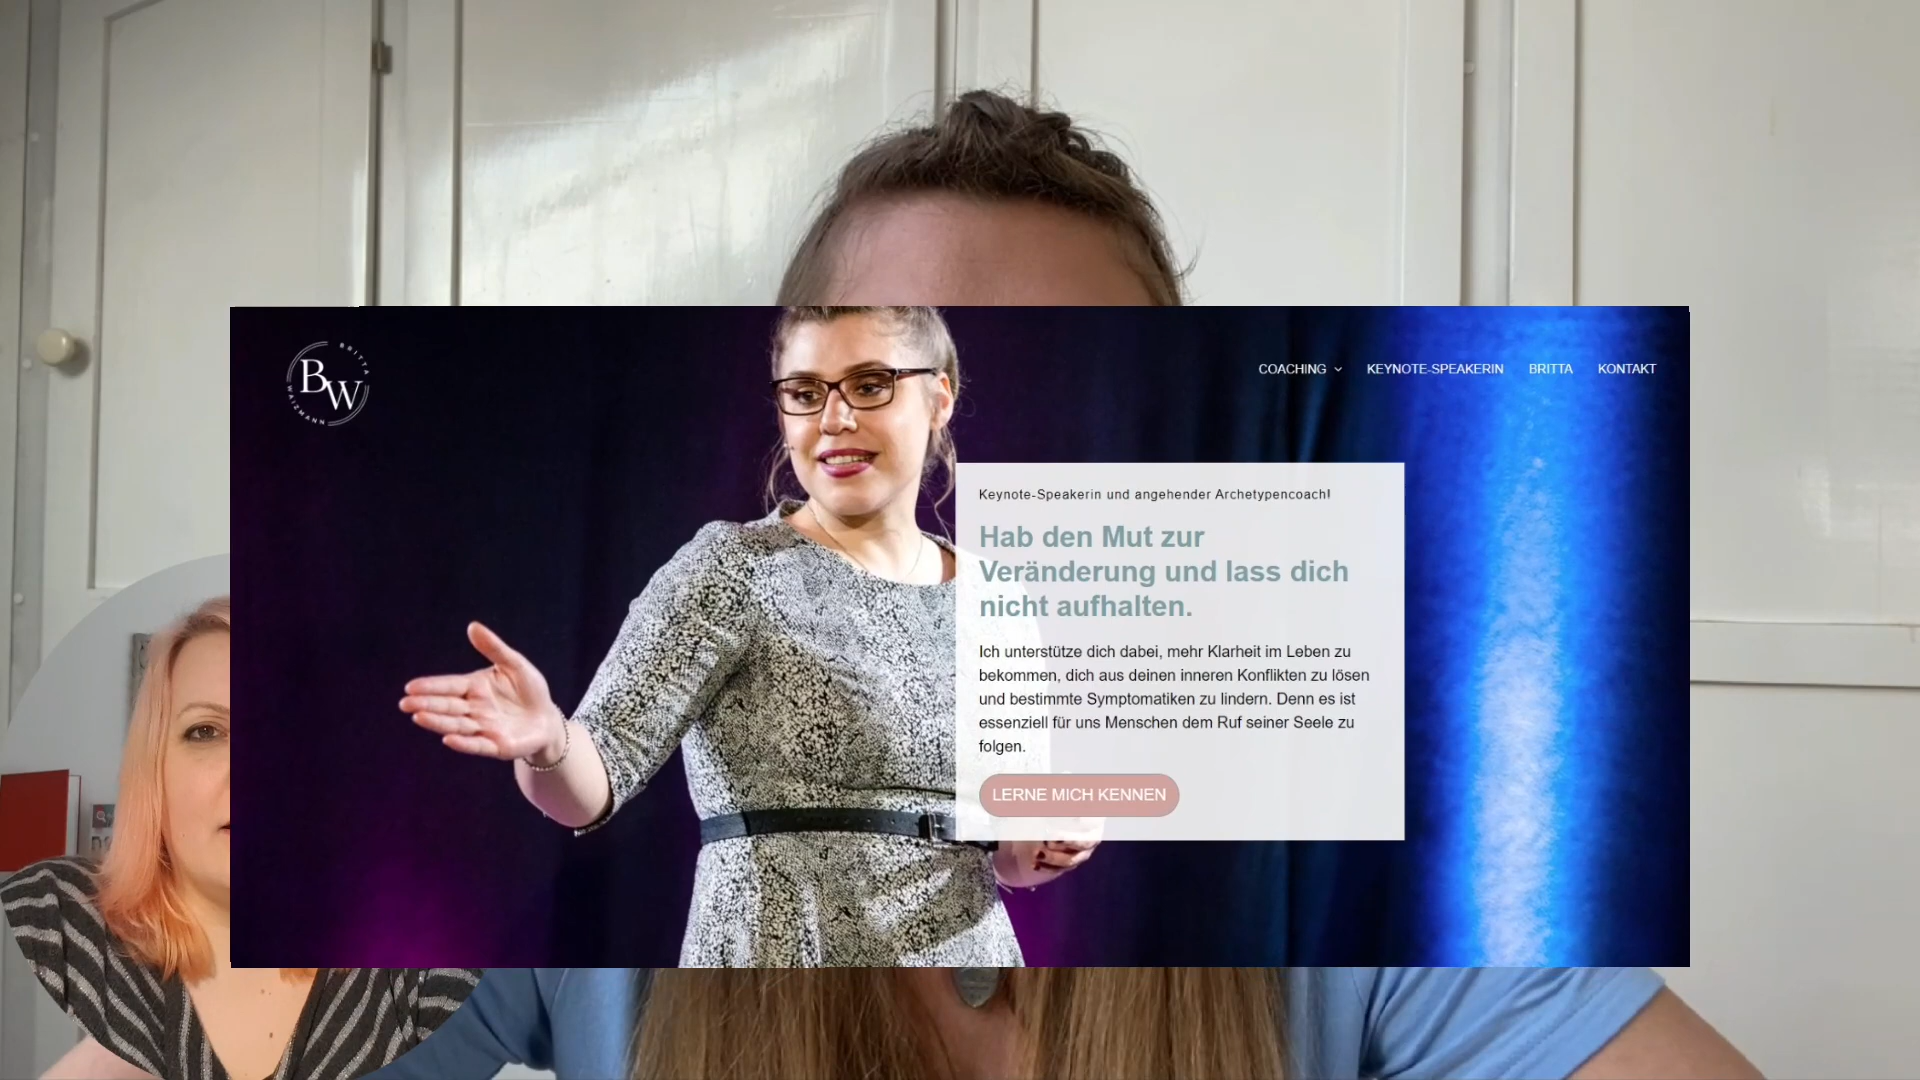 BRITTA
BW
WAIZMANN
COACHING
KEYNOTE-SPEAKERIN
BRITTA
KONTAKT
Keynote-Speakerin und angehender Archetypencoach!
Hab den Mut zur
Veränderung und lass dich
nicht aufhalten.
Ich unterstütze dich dabei, mehr Klarheit im Leben zu
bekommen, dich aus deinen inneren Konflikten zu lösen
und bestimmte Symptomatiken zu lindern. Denn es ist
essenziell für uns Menschen dem Ruf seiner Seele zu
folgen.
LERNE MICH KENNEN